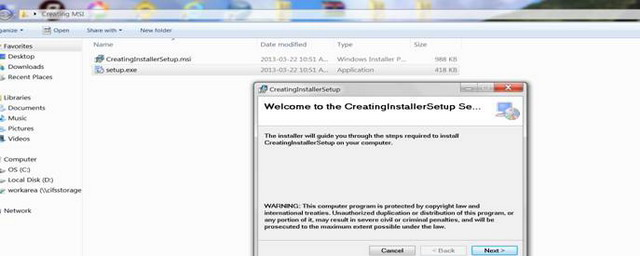 Creating MSI
Organize Open Share with New folder
Favorites
Desktop
Downloads
Recent Places
Libraries
Documents
Music
Pictures
Videos
Computer
OS (C:)
Local Disk (D:)
workarea (\\cifsstorage
Network
Name Date modified Type Size
CreatingInstallerSetup.msi 2013-03-22 10:51 A... Windows Installer P... 988 KB
setup.exe 2013-03-22 10:51 A... Application 418 KB
CreatingInstallerSetup
Welcome to the CreatingInstallerSetup Se...
The installer will guide you through the steps required to install
CreatingInstallerSetup on your computer.
WARNING: This computer program is protected by copyright law and
international treaties. Unauthorized duplication or distribution of this program, or
any portion of it, may result in severe civil or criminal penalties, and will be
prosecuted to the maximum extent possible under the law.
Cancel < Back Next >